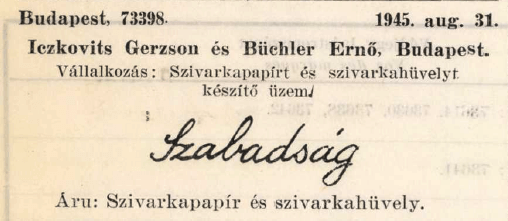 Budapest, 73398. 1945. aug. 31.
Iczkovits Gerzson és Büchler Ernő, Budapest.
Vállalkozás: Szivarkapapírt és szivarkahüvelyt
készítő üzem.
Szabadság
Áru: Szivarkapapír és szivarkahüvely.